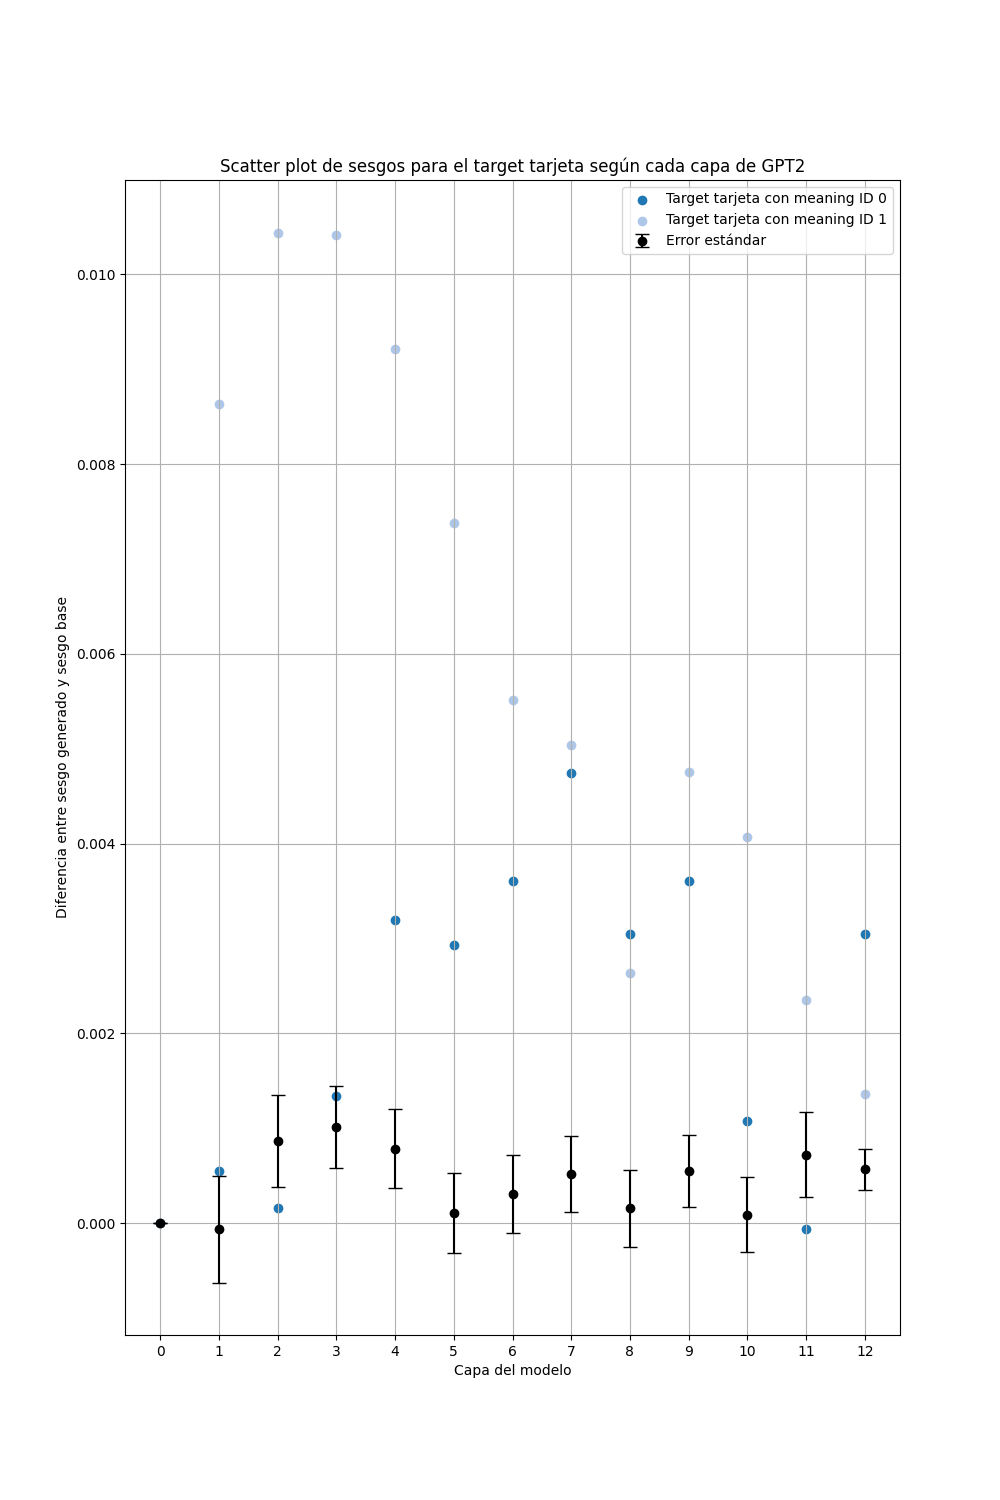 Scatter plot de sesgos para el target tarjeta según cada capa de GPT2
Target tarjeta con meaning ID 0
Target tarjeta con meaning ID 1
Error estándar
Diferencia entre sesgo generado y sesgo base
0.010
0.008
0.006
0.004
0.002
0.000
0 1 2 3 4 5 6 7 8 9 10 11 12
Capa del modelo